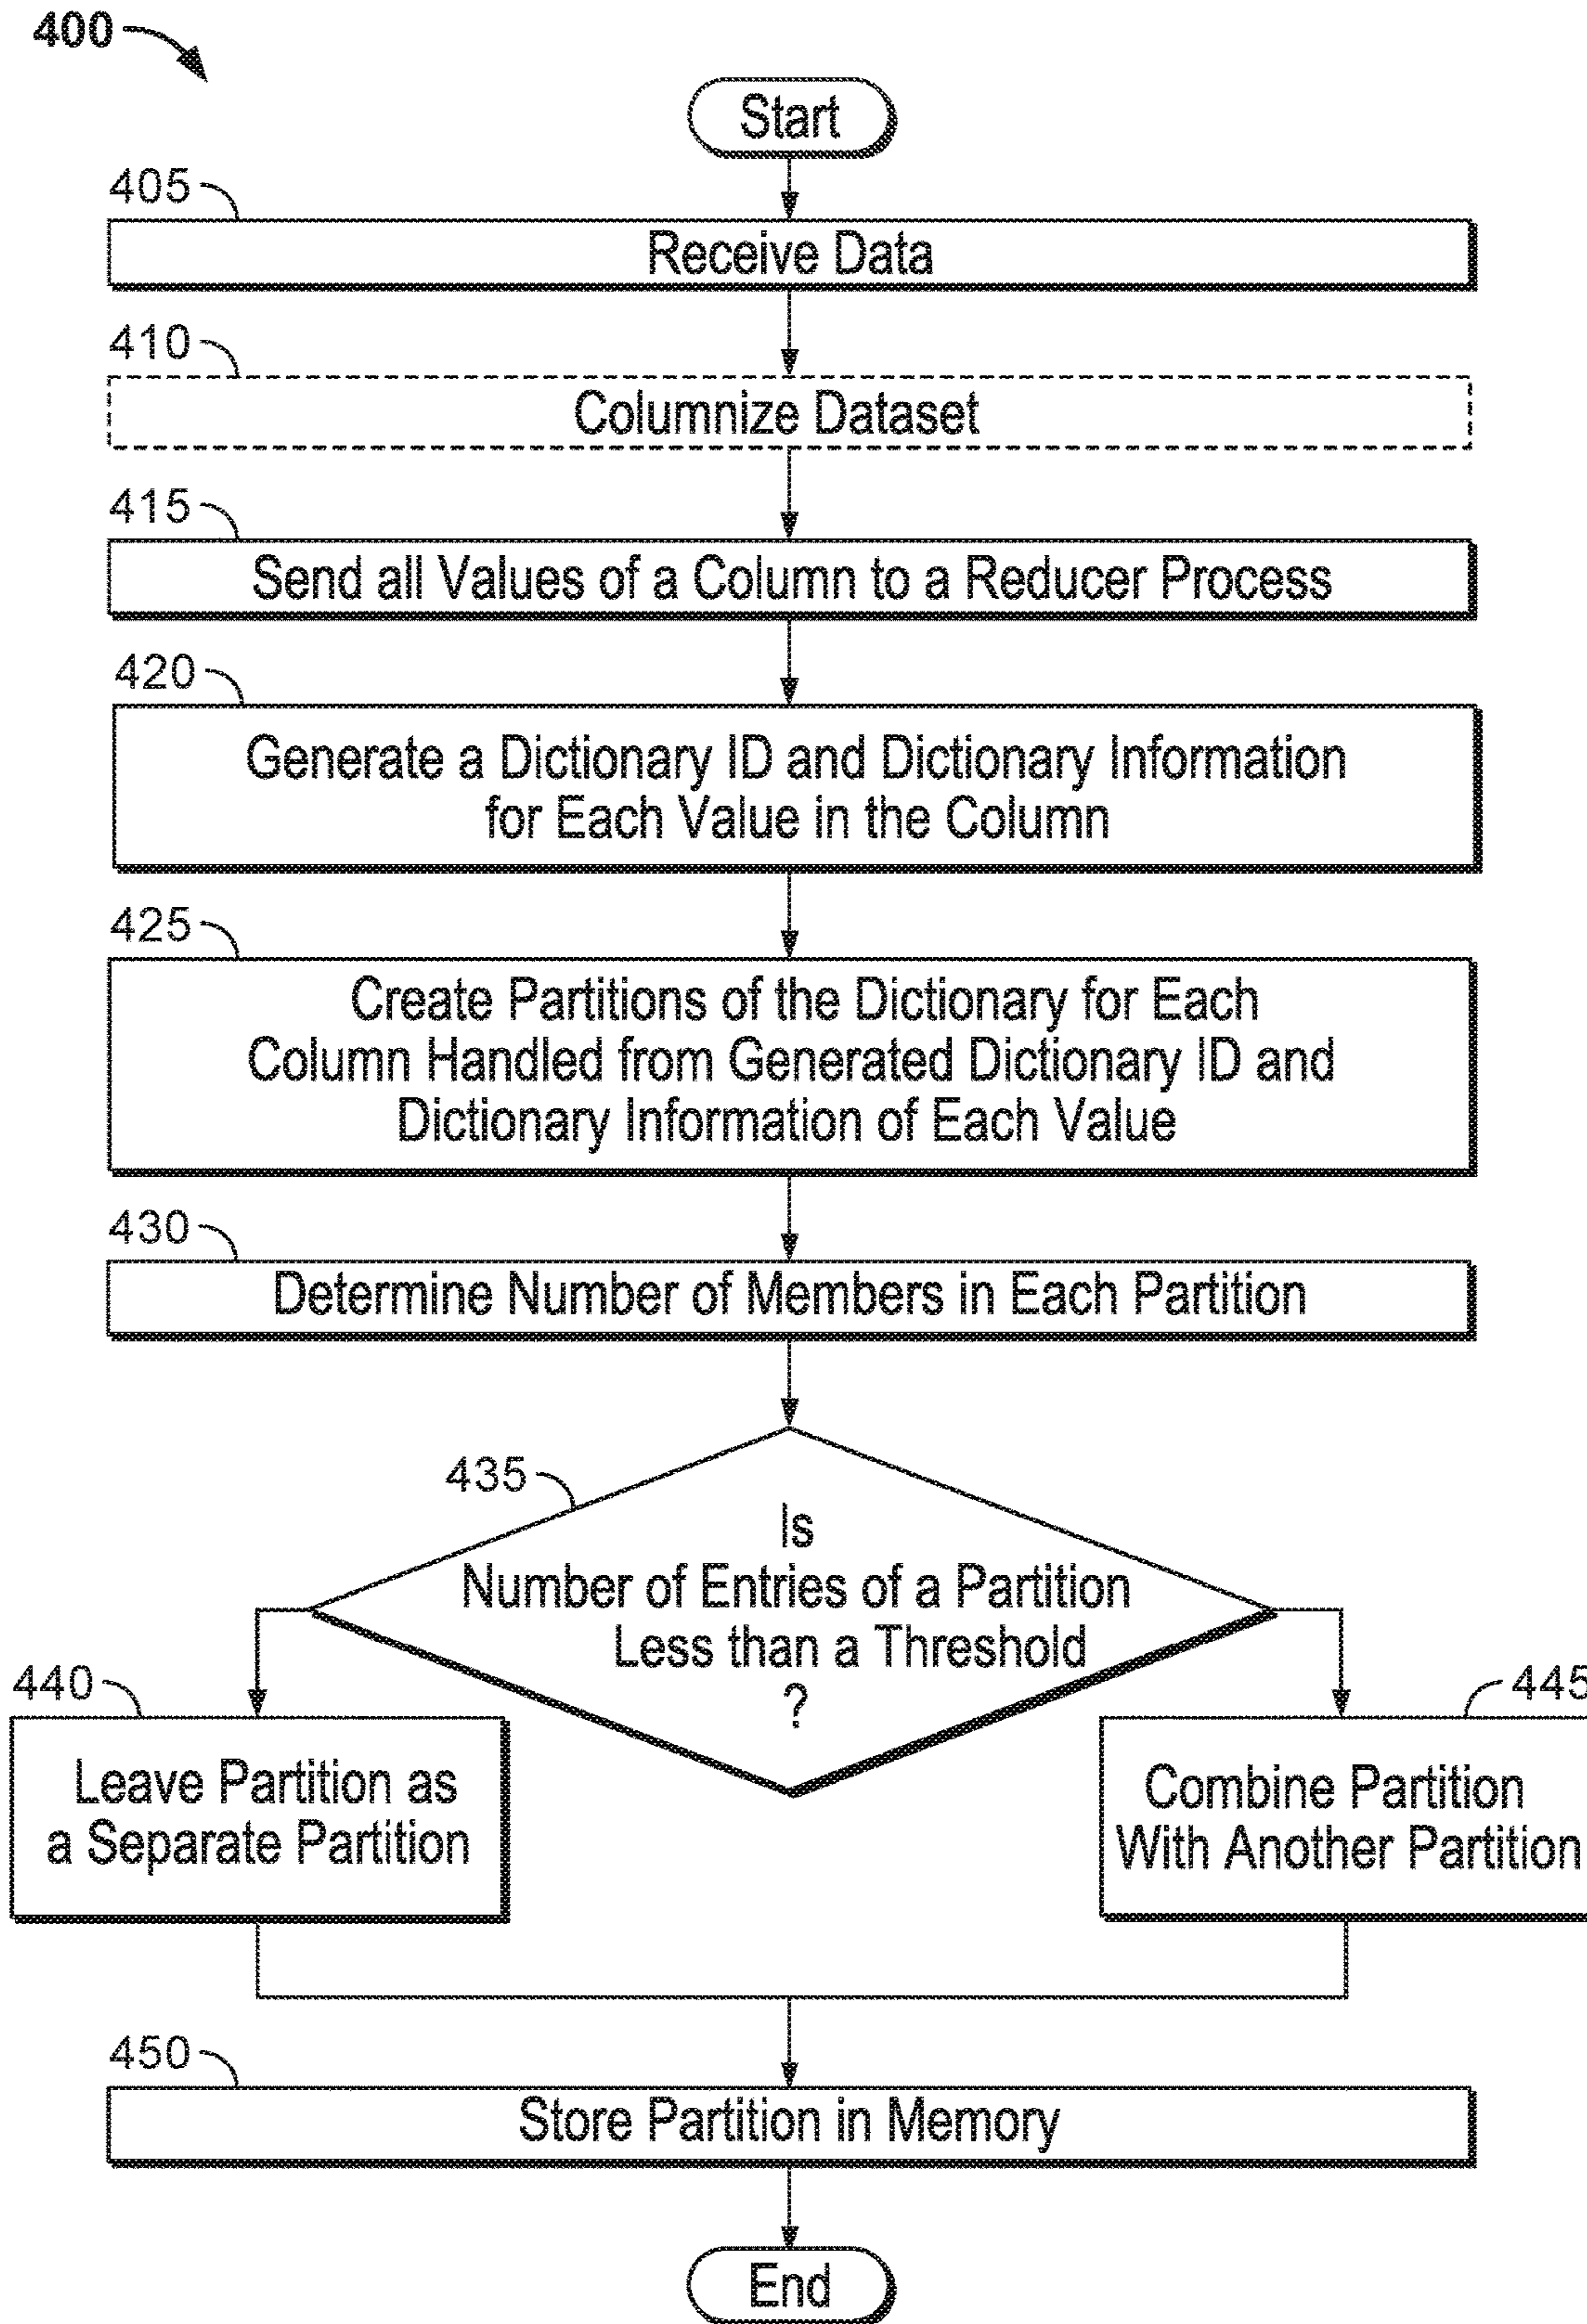 400
Start
405
Receive Data
410
Columnize Dataset
415
Send all Values of a Column to a Reducer Process
420
Generate a Dictionary ID and Dictionary Information
for Each Value in the Column
425
Create Partitions of the Dictionary for Each
Column Handled from Generated Dictionary ID and
Dictionary Information of Each Value
430
Determine Number of Members in Each Partition
435
Is
Number of Entries of a Partition
Less than a Threshold
?
440
Leave Partition as
a Separate Partition
445
Combine Partition
With Another Partition
450
Store Partition in Memory
End